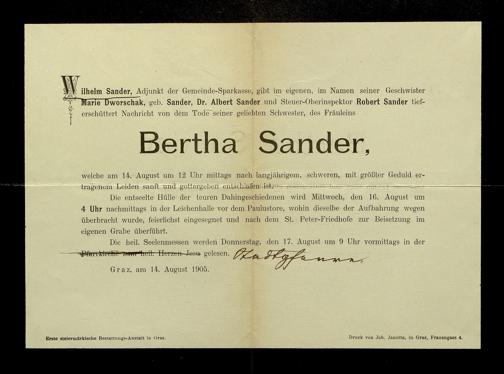 Wilhelm Sander, Adjunkt der Gemeinde-Sparkasse, gibt im eigenen, im Namen seiner Geschwister
Marie Dworschak, geb. Sander, Dr. Albert Sander und Steuer-Oberinspektor Robert Sander tief-
erschüttert Nachricht von dem Tode seiner geliebten Schwester, des Fräuleins
Bertha Sander,
welche am 14. August um 12 Uhr mittags nach langjährigem, schweren, mit größter Geduld er-
tragenem Leiden sanft und gottergeben entschlafen ist.
Die entseelte Hülle der teuren Dahingeschiedenen wird Mittwoch, den 16. August um
4 Uhr nachmittags in der Leichenhalle vor dem Paulustore, wohin dieselbe der Aufbahrung wegen
überbracht wurde, feierlichst eingesegnet und nach dem St. Peter-Friedhofe zur Beisetzung im
eigenen Grabe überführt.
Die heil. Seelenmessen werden Donnerstag, den 17. August um 9 Uhr vormittags in der
Pfarrkirche zum heil. Herzen Jesu gelesen. Stadtpfarre.
Graz, am 14. August 1905.
Erste steiermärkische Bestattungs-Anstalt in Graz.
Druck von Joh. Janotta, in Graz, Frauengasse 4.